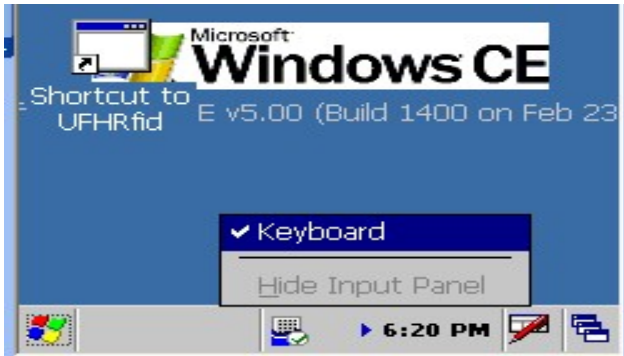 Microsoft
Windows CE
Shortcut to
UFHRfid
E v5.00 (Build 1400 on Feb 23
Keyboard
Hide Input Panel
6:20 PM